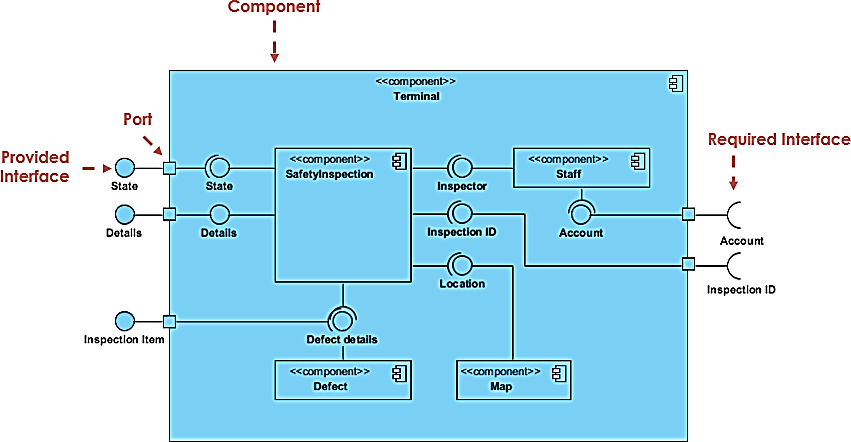 Component
<<component>>
Terminal
Port
Provided
Interface
Required Interface
<<component>>
SafetyInspection
<<component>>
Staff
State
State
Inspector
Details
Details
Inspection ID
Account
Account
Location
Inspection ID
Inspection Item
Defect details
<<component>>
Defect
<<component>>
Map